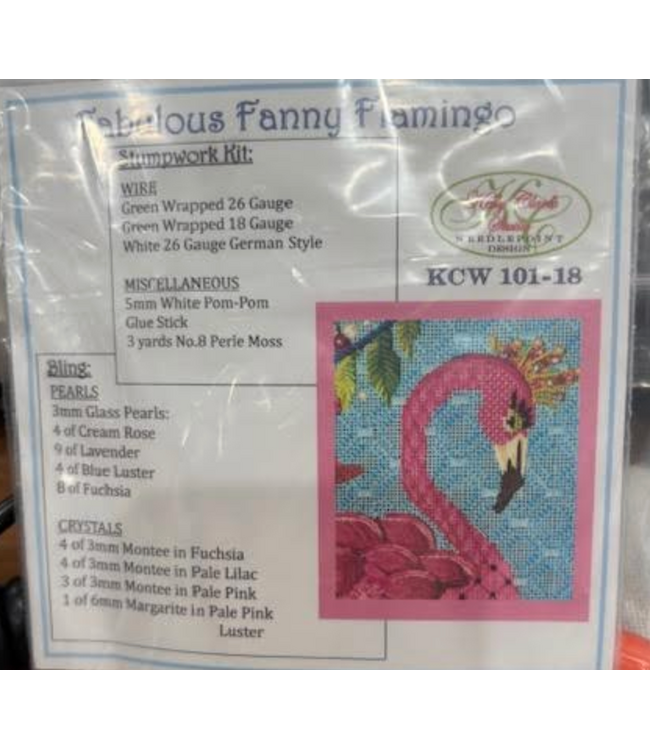 Fabulous Fanny Flamingo
Stumpwork Kit:
WIRE
Green Wrapped 26 Gauge
Green Wrapped 18 Gauge
White 26 Gauge German Style
MISCELLANEOUS
5mm White Pom-Pom
Glue Stick
3 yards No.8 Perle Moss
NEEDLEPOINT
DESIGN
KCW 101-18
Bling:
PEARLS
3mm Glass Pearls:
4 of Cream Rose
9 of Lavender
4 of Blue Luster
8 of Fuchsia
CRYSTALS
4 of 3mm Montee in Fuchsia
4 of 3mm Montee in Pale Lilac
3 of 3mm Montee in Pale Pink
1 of 6mm Margarite in Pale Pink
Luster